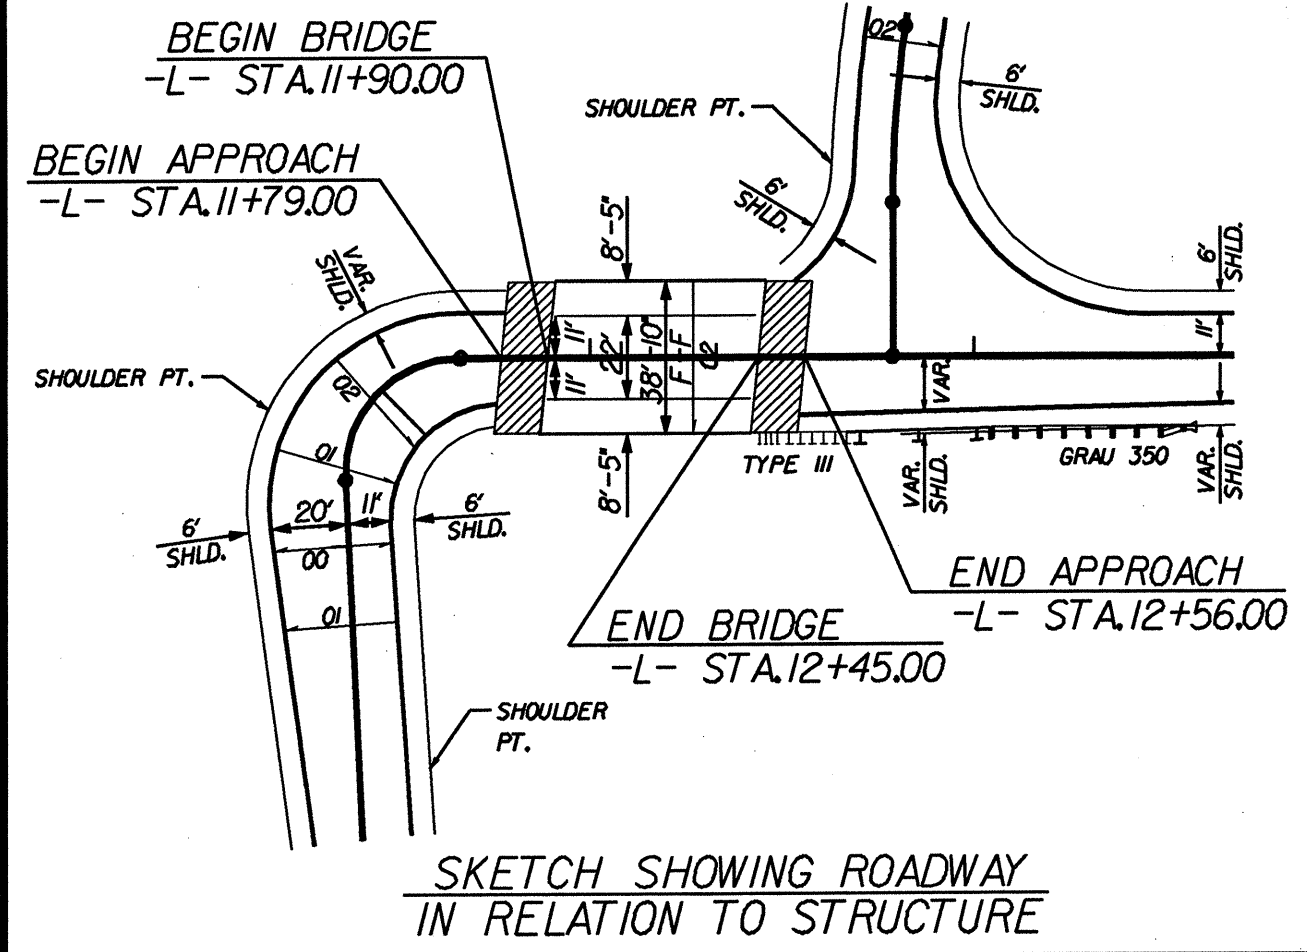 BEGIN BRIDGE
-L- STA.11+90.00
BEGIN APPROACH
-L- STA.11+79.00
SHOULDER PT.
02
6'
SHLD.
6'
SHLD.
8'-5"
VAR.
SHLD.
6'
SHLD.
11'
11'
11'
22'
38'-10"
F-F
02
SHOULDER PT.
02
VAR.
8'-5"
TYPE III
GRAU 350
VAR.
SHLD.
VAR.
SHLD.
01
20'
11'
6'
SHLD.
6'
SHLD.
00
01
END APPROACH
-L- STA.12+56.00
END BRIDGE
-L- STA.12+45.00
SHOULDER
PT.
SKETCH SHOWING ROADWAY
IN RELATION TO STRUCTURE